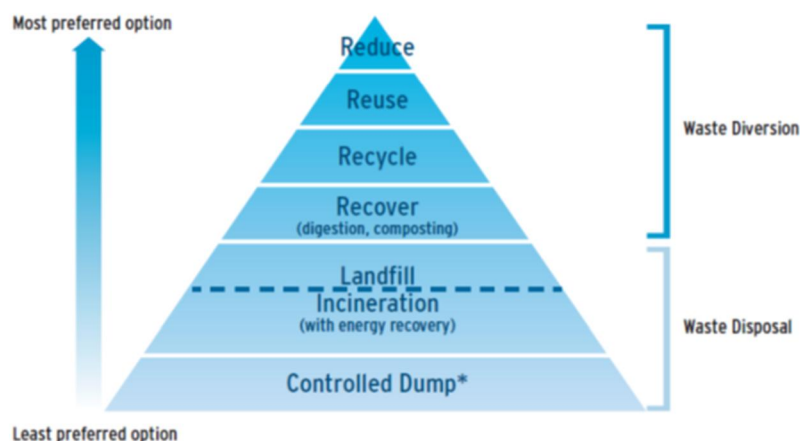 Most preferred option
Reduce
Reuse
Recycle
Recover
(digestion, composting)
Landfill
Incineration
(with energy recovery)
Controlled Dump*
Least preferred option
Waste Diversion
Waste Disposal